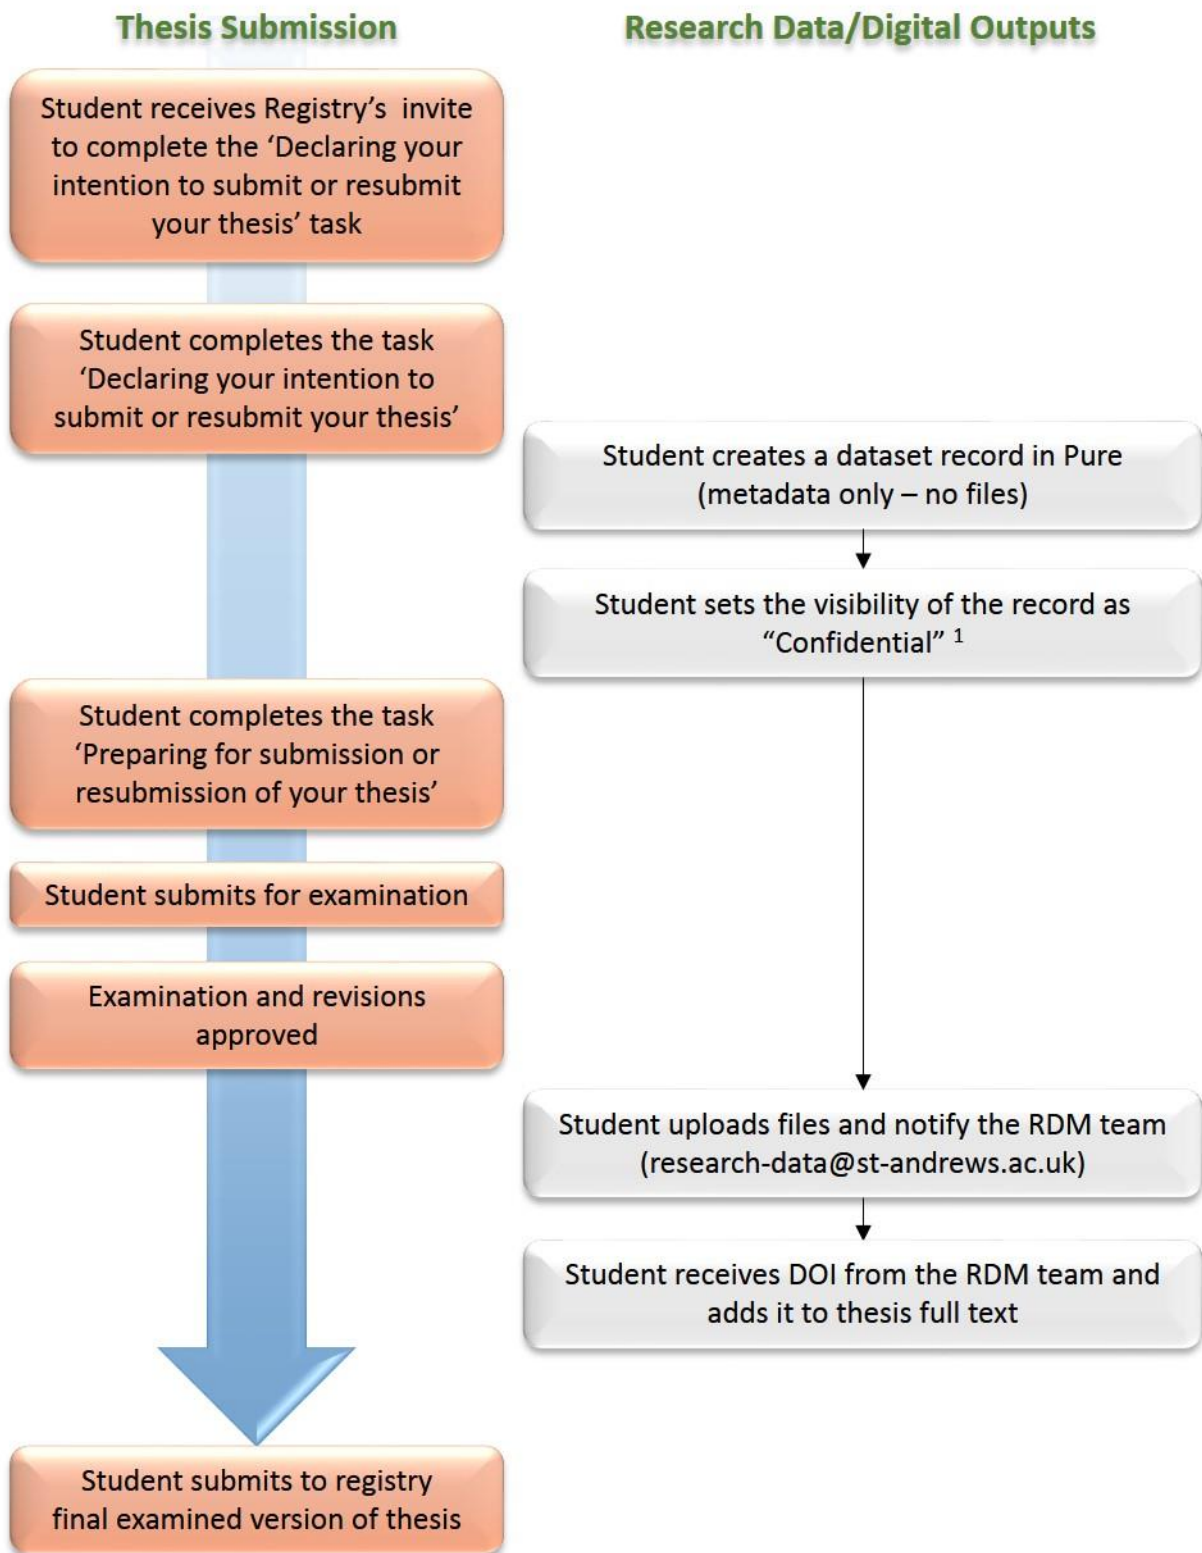 Thesis Submission
Research Data/Digital Outputs
Student receives Registry’s invite
to complete the ‘Declaring your
intention to submit or resubmit
your thesis’ task
Student completes the task
‘Declaring your intention to
submit or resubmit your thesis’
Student creates a dataset record in Pure
(metadata only – no files)
Student sets the visibility of the record as
“Confidential” 1
Student completes the task
‘Preparing for submission or
resubmission of your thesis’
Student submits for examination
Examination and revisions
approved
Student uploads files and notify the RDM team
(research-data@st-andrews.ac.uk)
Student receives DOI from the RDM team and
adds it to thesis full text
Student submits to registry
final examined version of thesis